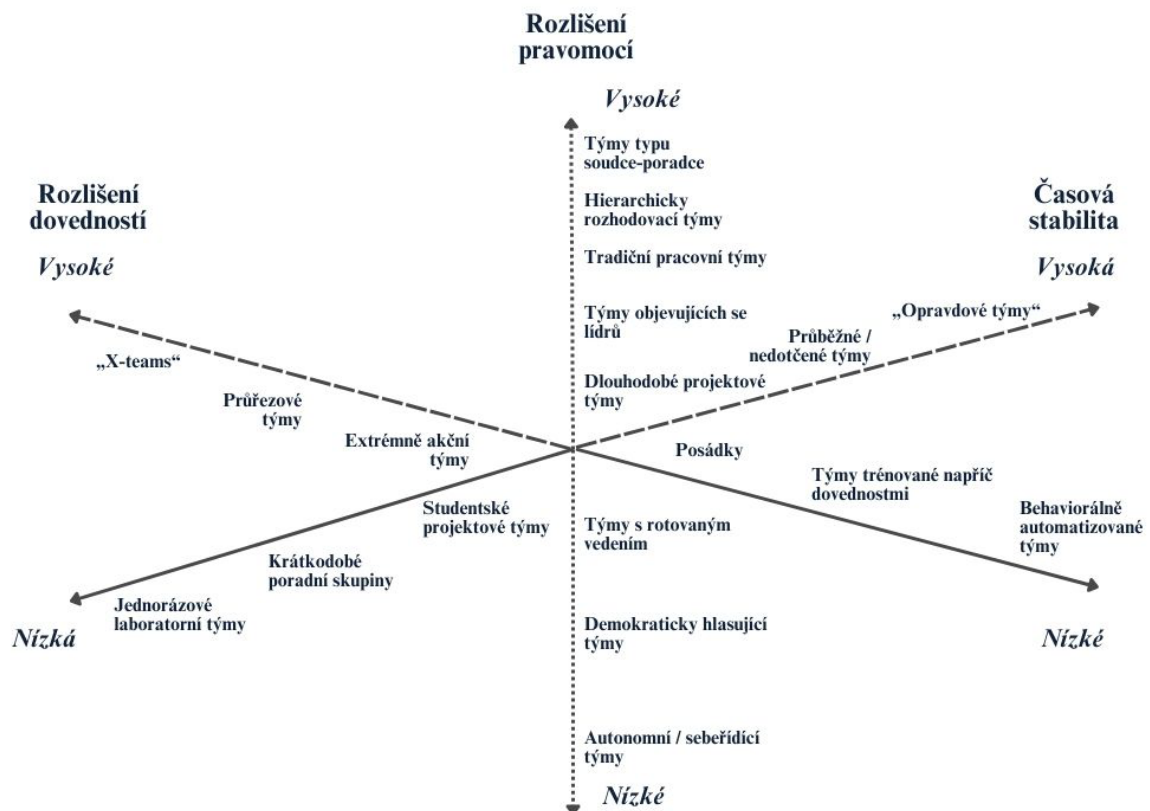 Rozlišení
pravomocí
Vysoké
Týmy typu
soudce-poradce
Rozlišení
dovedností
Vysoké
Časová
stabilita
Vysoká
Hierarchicky
rozhodovací týmy
Tradiční pracovní týmy
Týmy objevujících se
lídrů
„Opravdové týmy“
Průběžné /
nedotčené týmy
„X-teams“
Dlouhodobé projektové
týmy
Průřezové
týmy
Extrémně akční
týmy
Posádky
Týmy trénované napříč
dovednostmi
Behaviorálně
automatizované
týmy
Studentské
projektové týmy
Týmy s rotovaným
vedením
Krátkodobé
poradní skupiny
Jednorázové
laboratorní týmy
Nízká
Demokraticky hlasující
týmy
Nízké
Autonomní / sebeřídící
týmy
Nízké